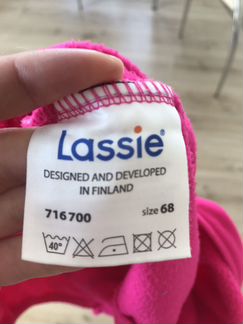 Lassie®
DESIGNED AND DEVELOPED
IN FINLAND
716700 size 68
40°